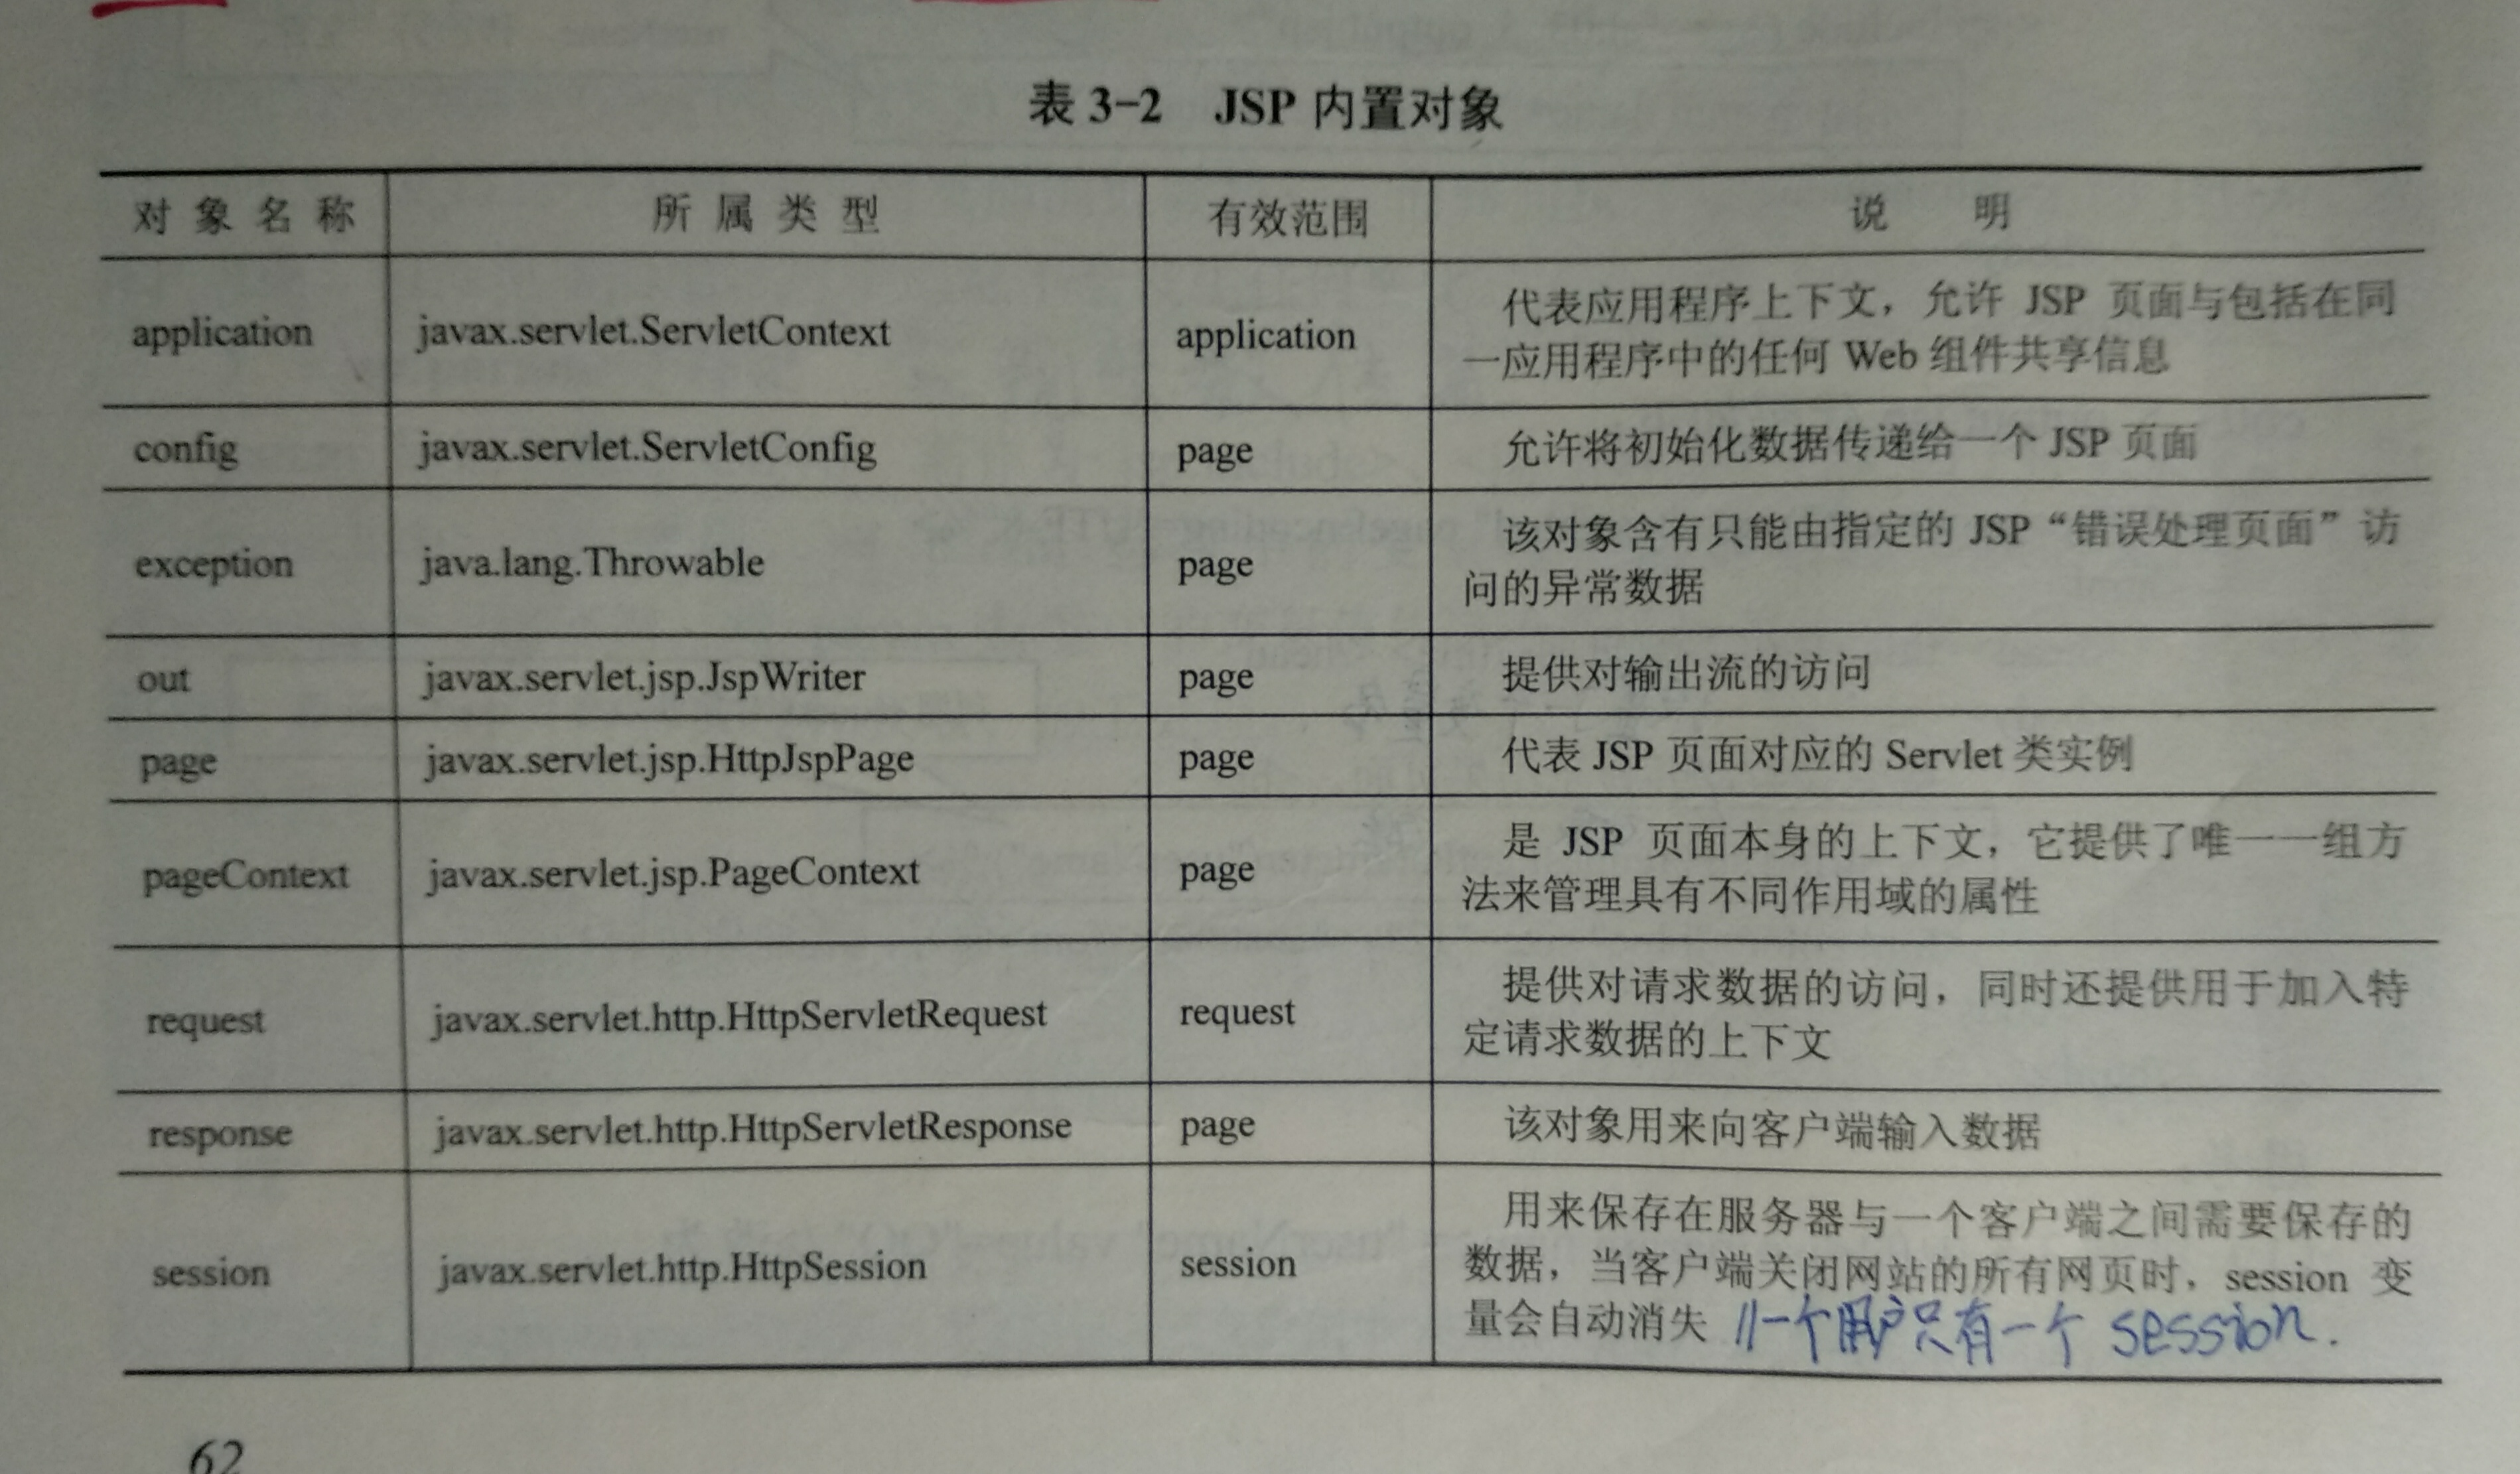 表 3-2 JSP 内置对象
对象名称 所属类型 有效范围 说 明
application javax.servlet.ServletContext application 代表应用程序上下文，允许 JSP 页面与包括在同
一应用程序中的任何 Web 组件共享信息
config javax.servlet.ServletConfig page 允许将初始化数据传递给一个 JSP 页面
exception java.lang.Throwable page 该对象含有只能由指定的 JSP“错误处理页面”访
问的异常数据
out javax.servlet.jsp.JspWriter page 提供对输出流的访问
page javax.servlet.jsp.HttpJspPage page 代表 JSP 页面对应的 Servlet 类实例
pageContext javax.servlet.jsp.PageContext page 是 JSP 页面本身的上下文，它提供了唯一一组方
法来管理具有不同作用域的属性
request javax.servlet.http.HttpServletRequest request 提供对请求数据的访问，同时还提供用于加入特
定请求数据的上下文
response javax.servlet.http.HttpServletResponse page 该对象用来向客户端输入数据
session javax.servlet.http.HttpSession session 用来保存在服务器与一个客户端之间需要保存的
数据，当客户端关闭网站的所有网页时，session 变
量会自动消失 //一个用户只有一个 session.
62